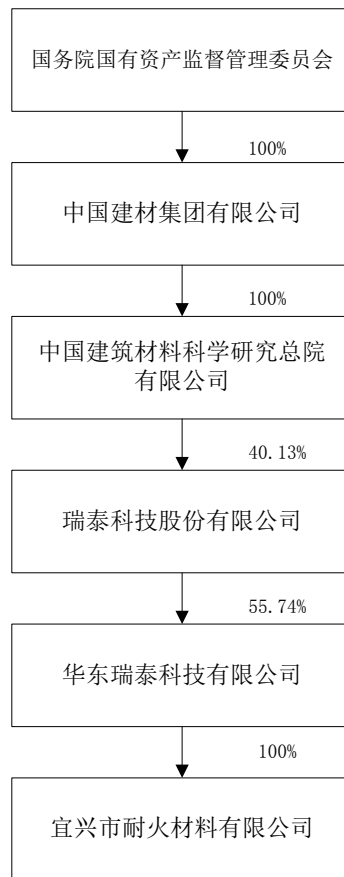 国务院国有资产监督管理委员会
100%
中国建材集团有限公司
100%
中国建筑材料科学研究总院
有限公司
40.13%
瑞泰科技股份有限公司
55.74%
华东瑞泰科技有限公司
100%
宜兴市耐火材料有限公司